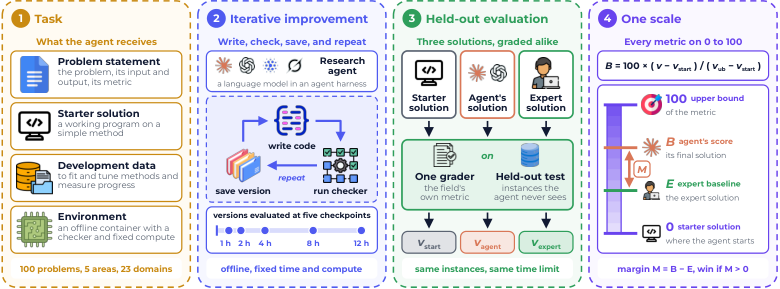 1 Task
What the agent receives
Problem statement
the problem, its input and
output, its metric
Starter solution
a working program on a
simple method
Development data
to fit and tune methods and
measure progress
Environment
an offline container with a
checker and fixed compute
100 problems, 5 areas, 23 domains
2 Iterative improvement
Write, check, save, and repeat
Research
agent
a language model in an agent harness
write code
repeat
save version
run checker
versions evaluated at five checkpoints
1 h 2 h 4 h 8 h 12 h
offline, fixed time and compute
3 Held-out evaluation
Three solutions, graded alike
Starter
solution
Agent's
solution
Expert
solution
on
One grader
the field's
own metric
Held-out test
instances the
agent never sees
Vstart
Vagent
Vexpert
same instances, same time limit
4 One scale
Every metric on 0 to 100
B = 100 × ( v − vstart ) / ( vub − vstart )
100 upper bound
of the metric
B agent's score
its final solution
M
E expert baseline
the expert solution
0 starter solution
where the agent starts
margin M = B − E, win if M > 0